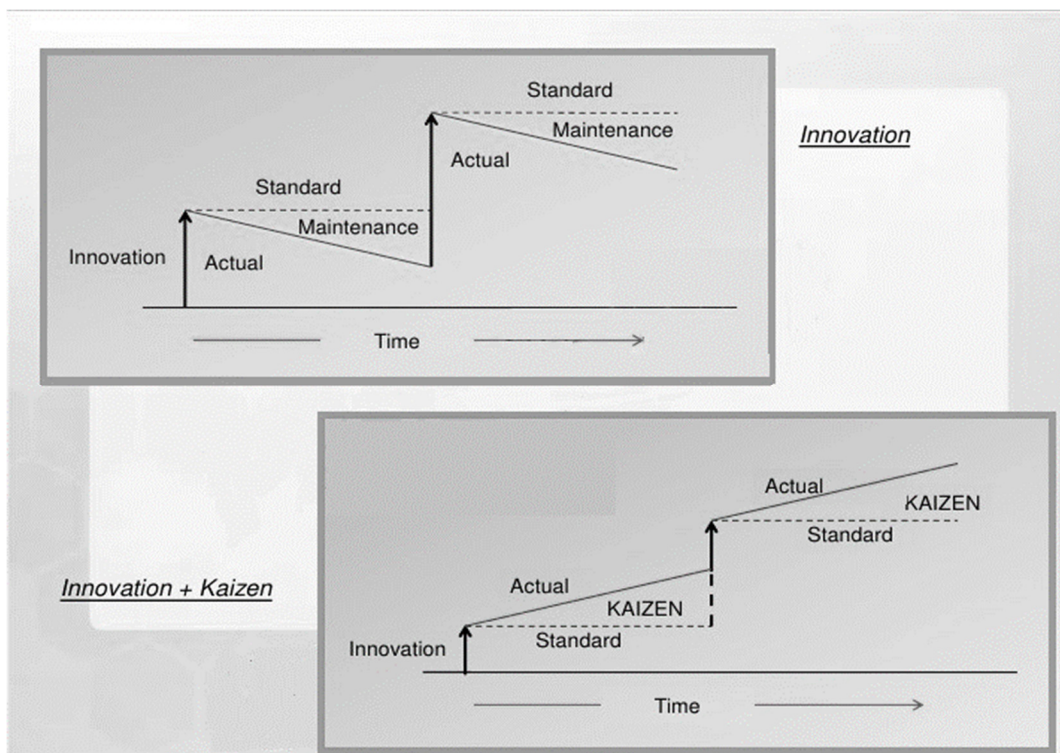 Standard
Maintenance
Actual
Innovation
Standard
Maintenance
Innovation
Actual
Time
Actual
KAIZEN
Standard
Actual
KAIZEN
Innovation + Kaizen
Standard
Innovation
Time